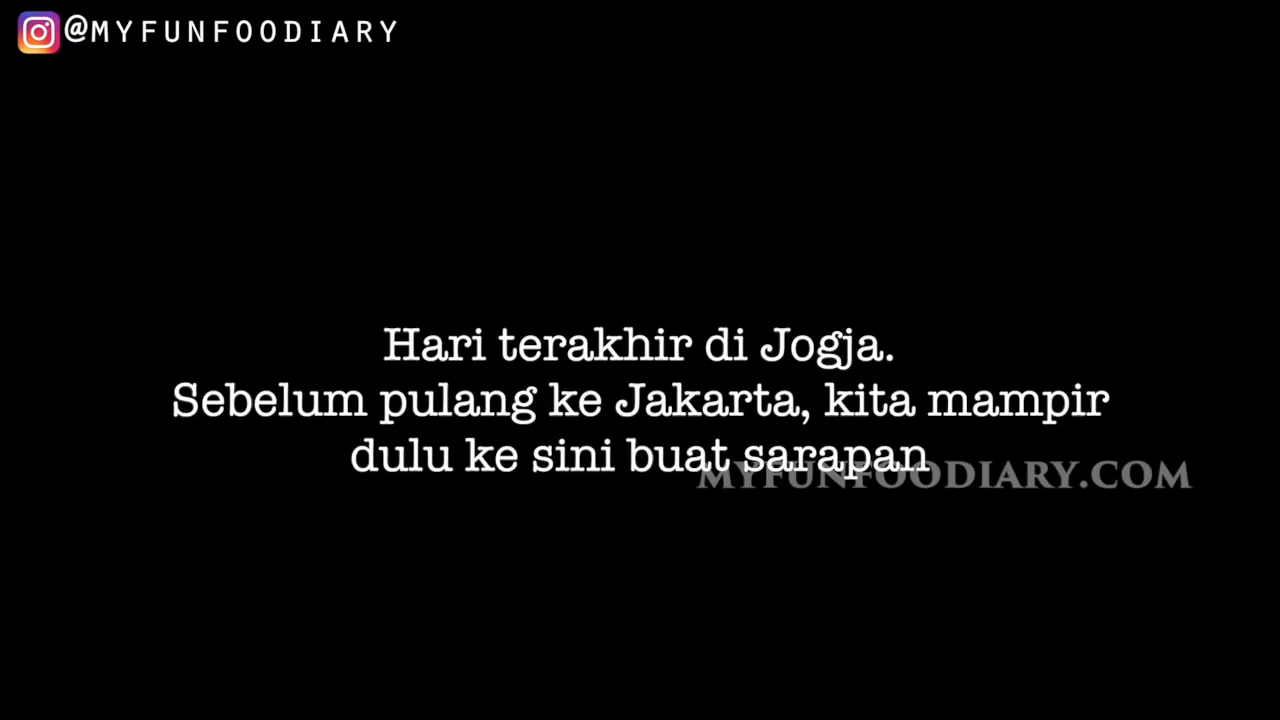 @MYFUNFOODIARY
Hari terakhir di Jogja.
Sebelum pulang ke Jakarta, kita mampir
dulu ke sini buat sarapan
MYFUNFOODIARY.COM